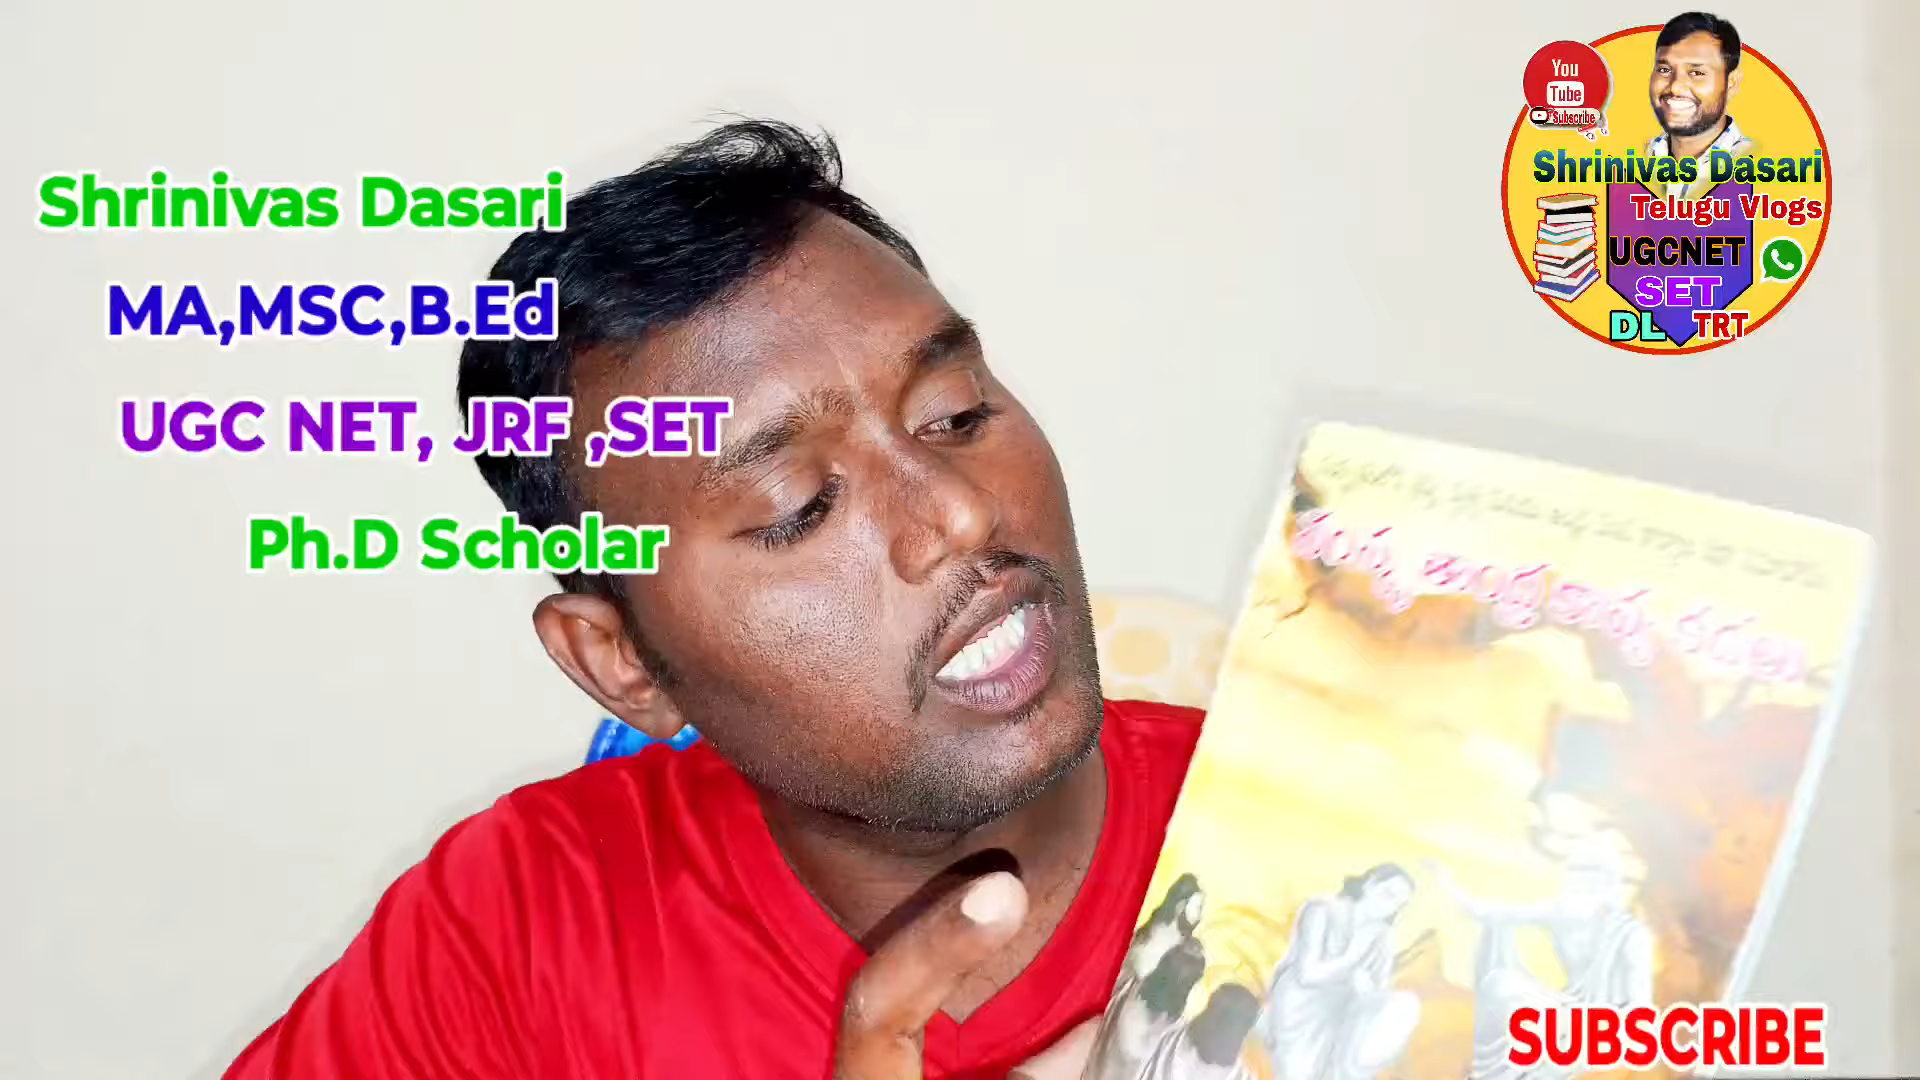 Shrinivas Dasari
MA,MSC,B.Ed
UGC NET, JRF ,SET
Ph.D Scholar
You
Tube
Subscribe
Shrinivas Dasari
Telugu Vlogs
UGCNET
SET
DL TRT
కావ్య కథలు
SUBSCRIBE